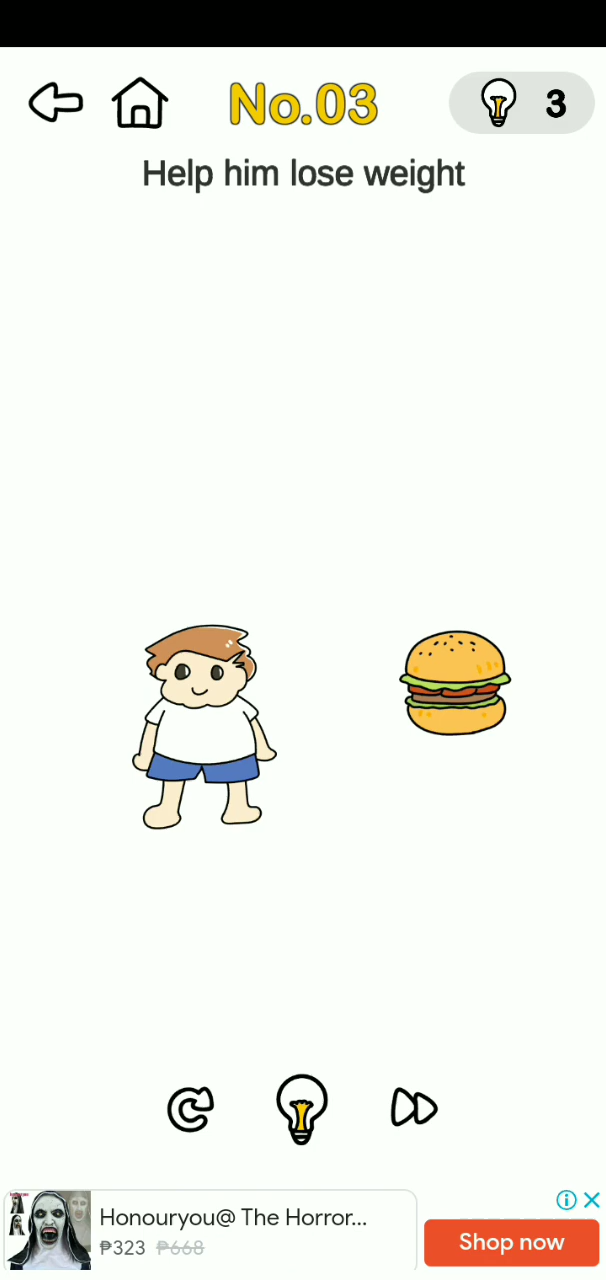 No.03
3
Help him lose weight
Honouryou@ The Horror...
₱323 ₱668
Shop now